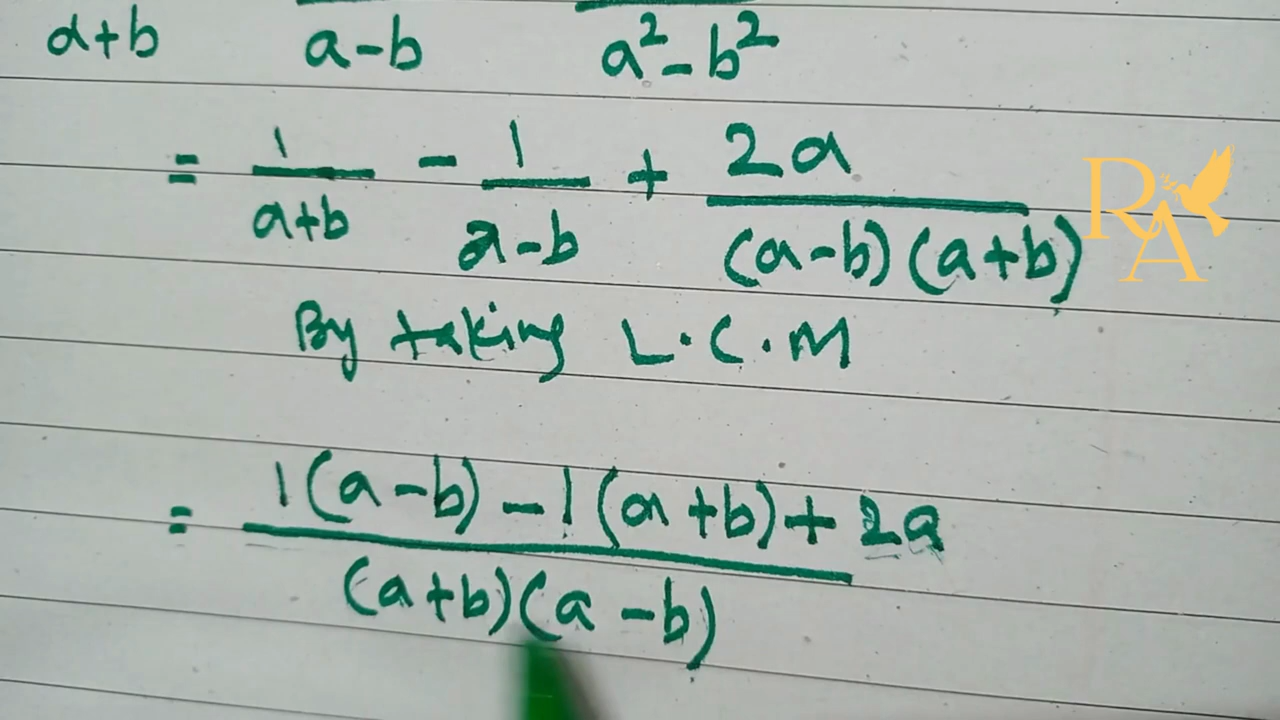 a+b a-b a²-b²
= 1/(a+b) - 1/(a-b) + 2a/((a-b)(a+b))
By taking L.C.M
= (1(a-b) -1(a+b)+2a)/((a+b)(a-b))
RA